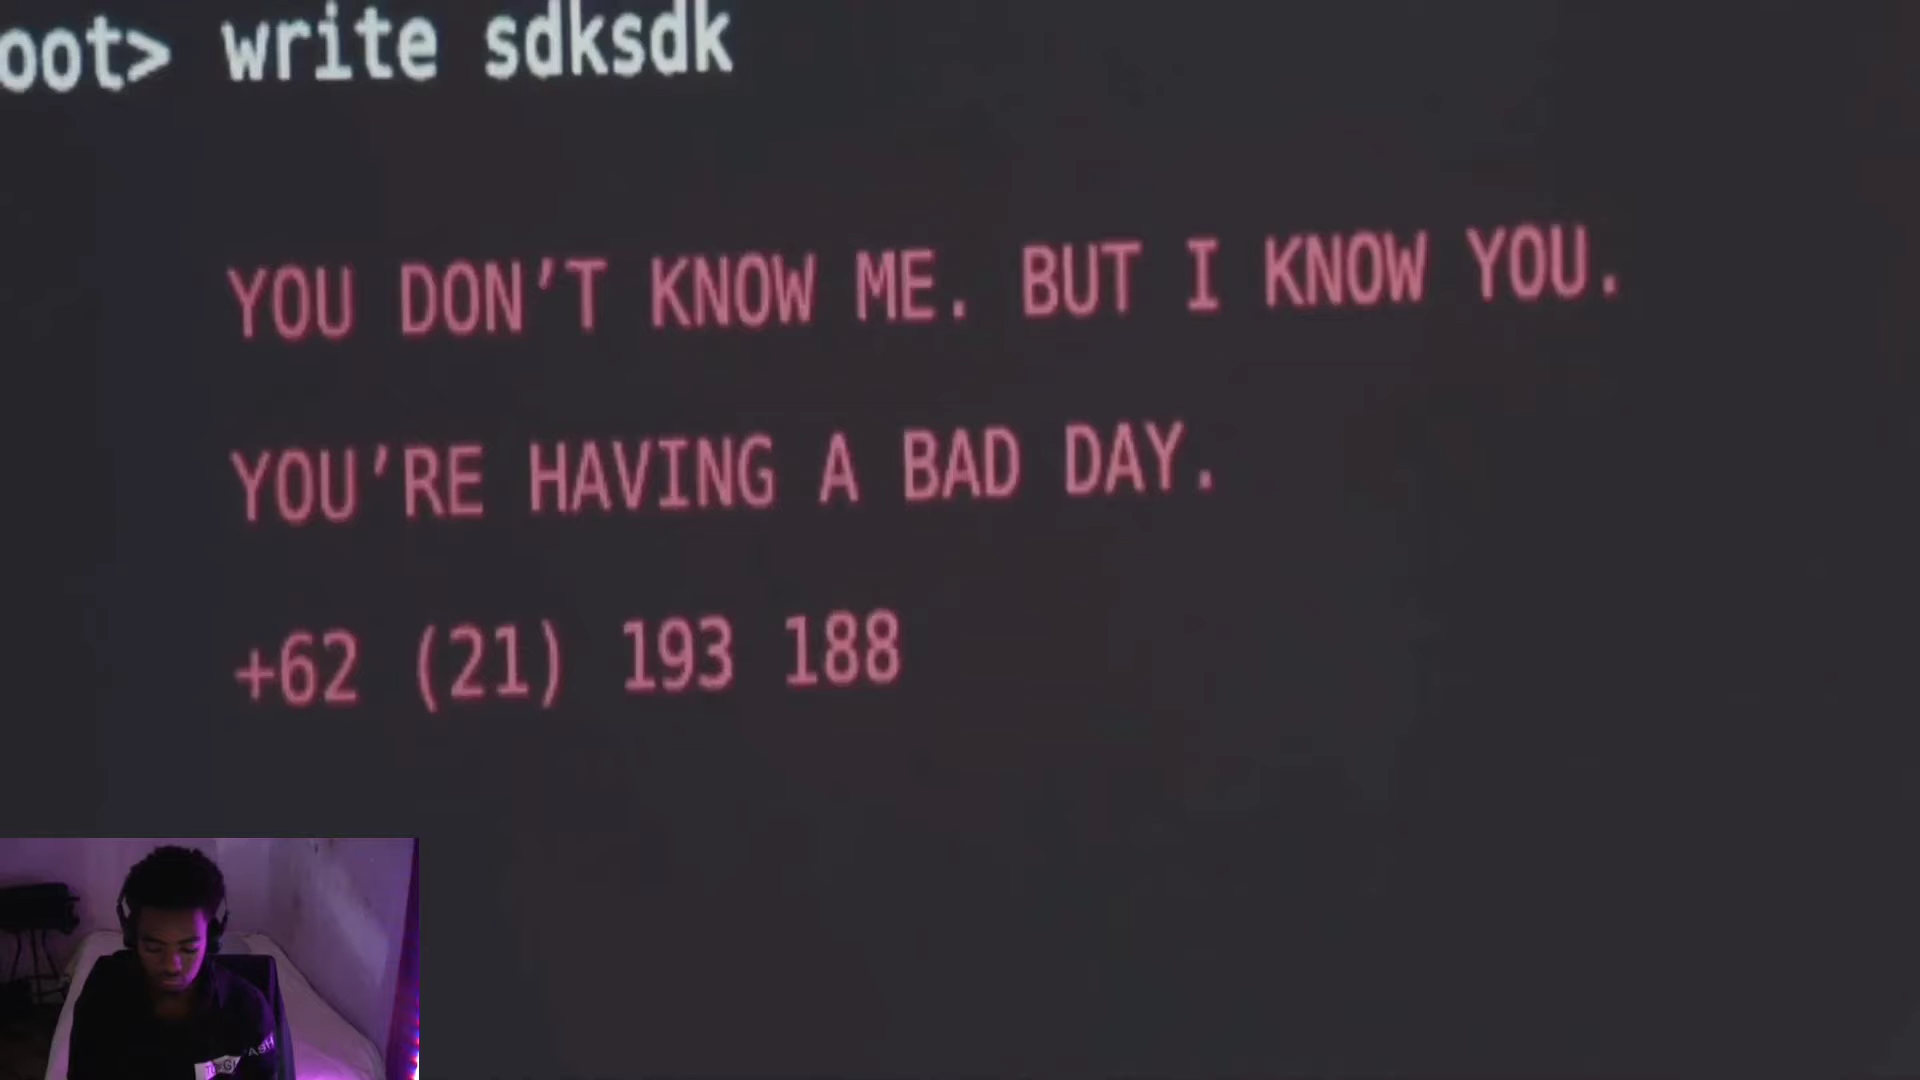 oot> write sdksdk
YOU DON’T KNOW ME. BUT I KNOW YOU.
YOU’RE HAVING A BAD DAY.
+62 (21) 193 188